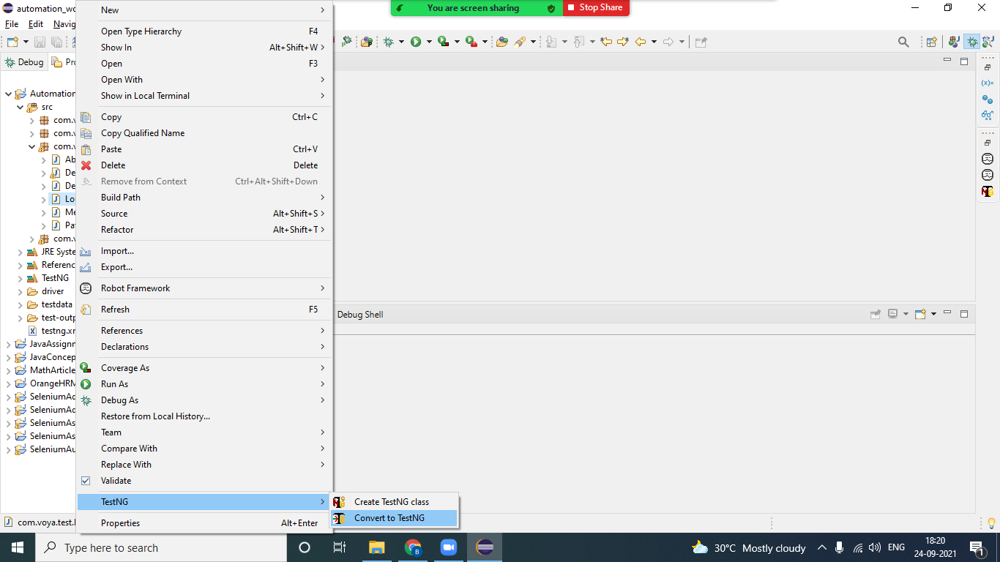 automation_wo
You are screen sharing
Stop Share
File Edit Navig
Debug
Pro
Automation
src
com.v
com.v
com.v
Ab
De
De
Lo
Me
Pa
com.v
JRE Syste
Referenc
TestNG
driver
testdata
test-outp
testng.xm
JavaAssignm
JavaConcep
MathArticle
OrangeHRM
SeleniumAd
SeleniumAd
SeleniumAs
SeleniumAs
SeleniumAu
New
Open Type Hierarchy F4
Show In Alt+Shift+W
Open F3
Open With
Show in Local Terminal
Copy Ctrl+C
Copy Qualified Name
Paste Ctrl+V
Delete Delete
Remove from Context Ctrl+Alt+Shift+Down
Build Path
Source Alt+Shift+S
Refactor Alt+Shift+T
Import...
Export...
Robot Framework
Refresh F5
References
Declarations
Coverage As
Run As
Debug As
Restore from Local History...
Team
Compare With
Replace With
Validate
TestNG
Properties Alt+Enter
Create TestNG class
Convert to TestNG
Debug Shell
(x)=
com.voya.test.
Type here to search
30°C Mostly cloudy
ENG
18:20
24-09-2021
1